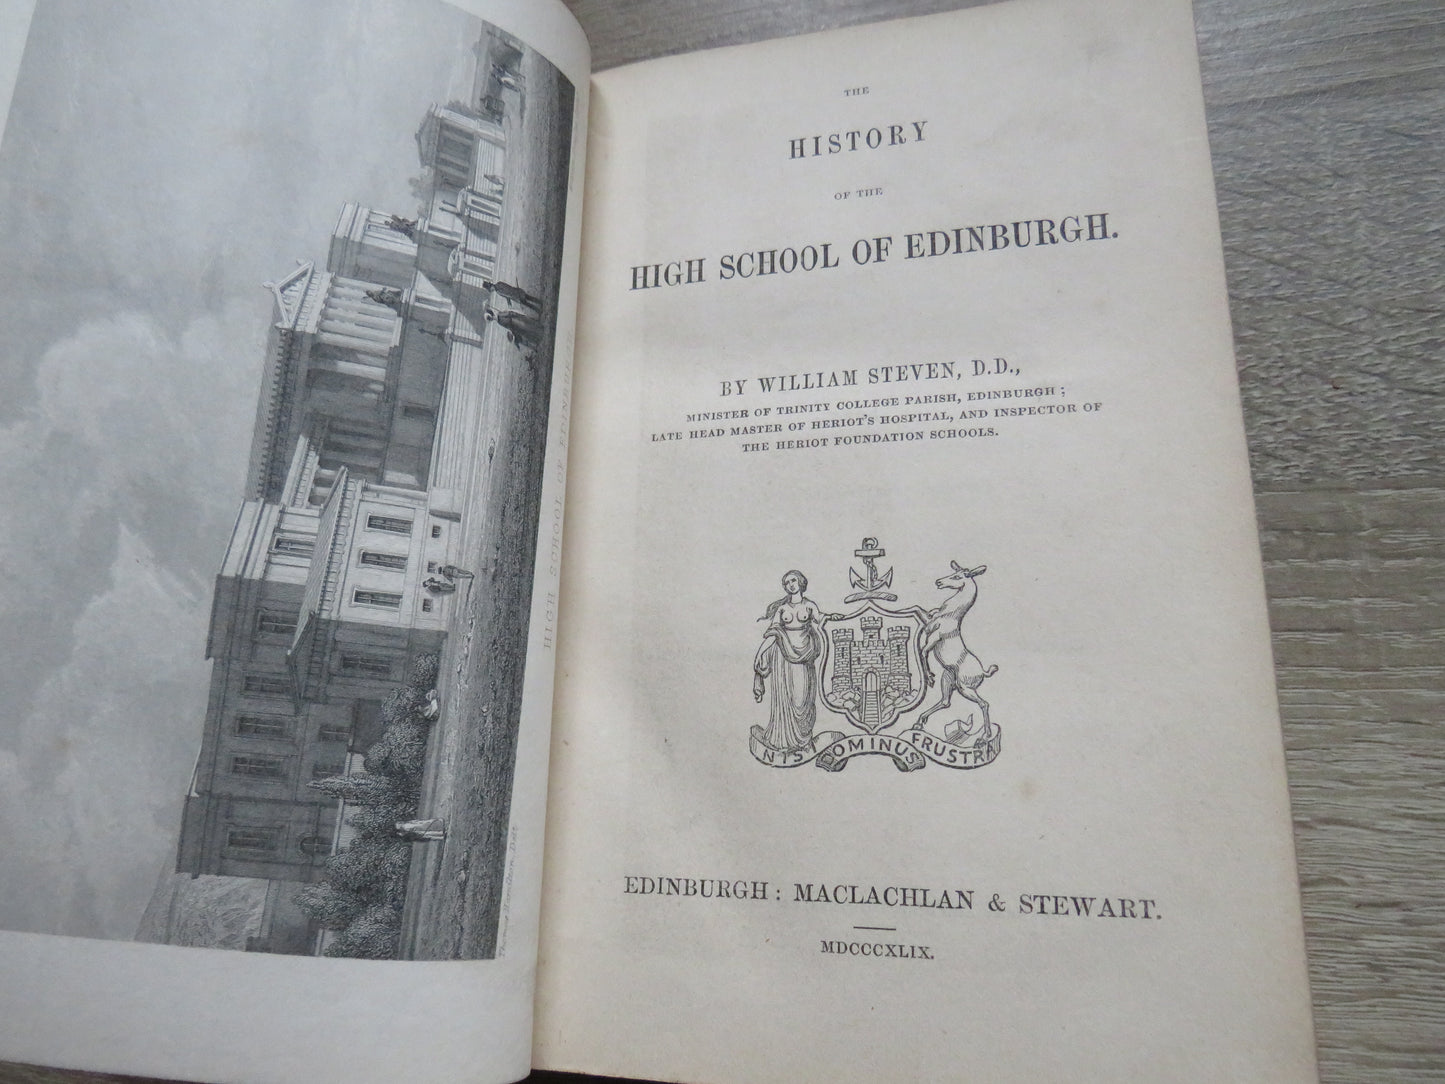 HIGH SCHOOL OF EDINBURGH
THE
HISTORY
OF THE
HIGH SCHOOL OF EDINBURGH.
BY WILLIAM STEVEN, D.D.,
MINISTER OF TRINITY COLLEGE PARISH, EDINBURGH;
LATE HEAD MASTER OF HERIOT'S HOSPITAL, AND INSPECTOR OF
THE HERIOT FOUNDATION SCHOOLS.
NISI DOMINUS FRUSTRA
EDINBURGH: MACLACHLAN & STEWART.
MDCCCXLIX.